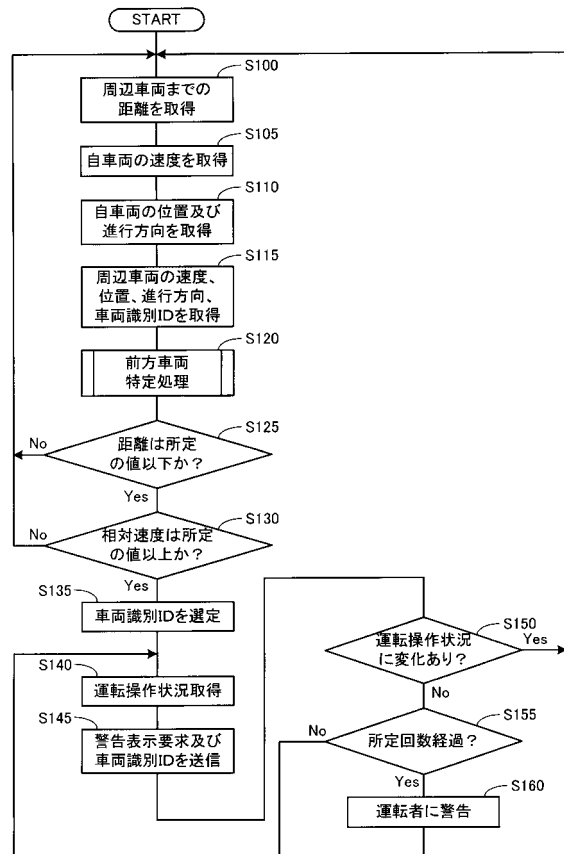 START
S100
周辺車両までの
距離を取得
S105
自車両の速度を取得
S110
自車両の位置及び
進行方向を取得
S115
周辺車両の速度、
位置、進行方向、
車両識別IDを取得
S120
前方車両
特定処理
S125
No
距離は所定
の値以下か？
Yes
S130
No
相対速度は所定
の値以上か？
Yes
S135
車両識別IDを選定
S140
運転操作状況取得
S145
警告表示要求及び
車両識別IDを送信
S150
運転操作状況
に変化あり？
Yes
No
S155
No
所定回数経過？
Yes
S160
運転者に警告